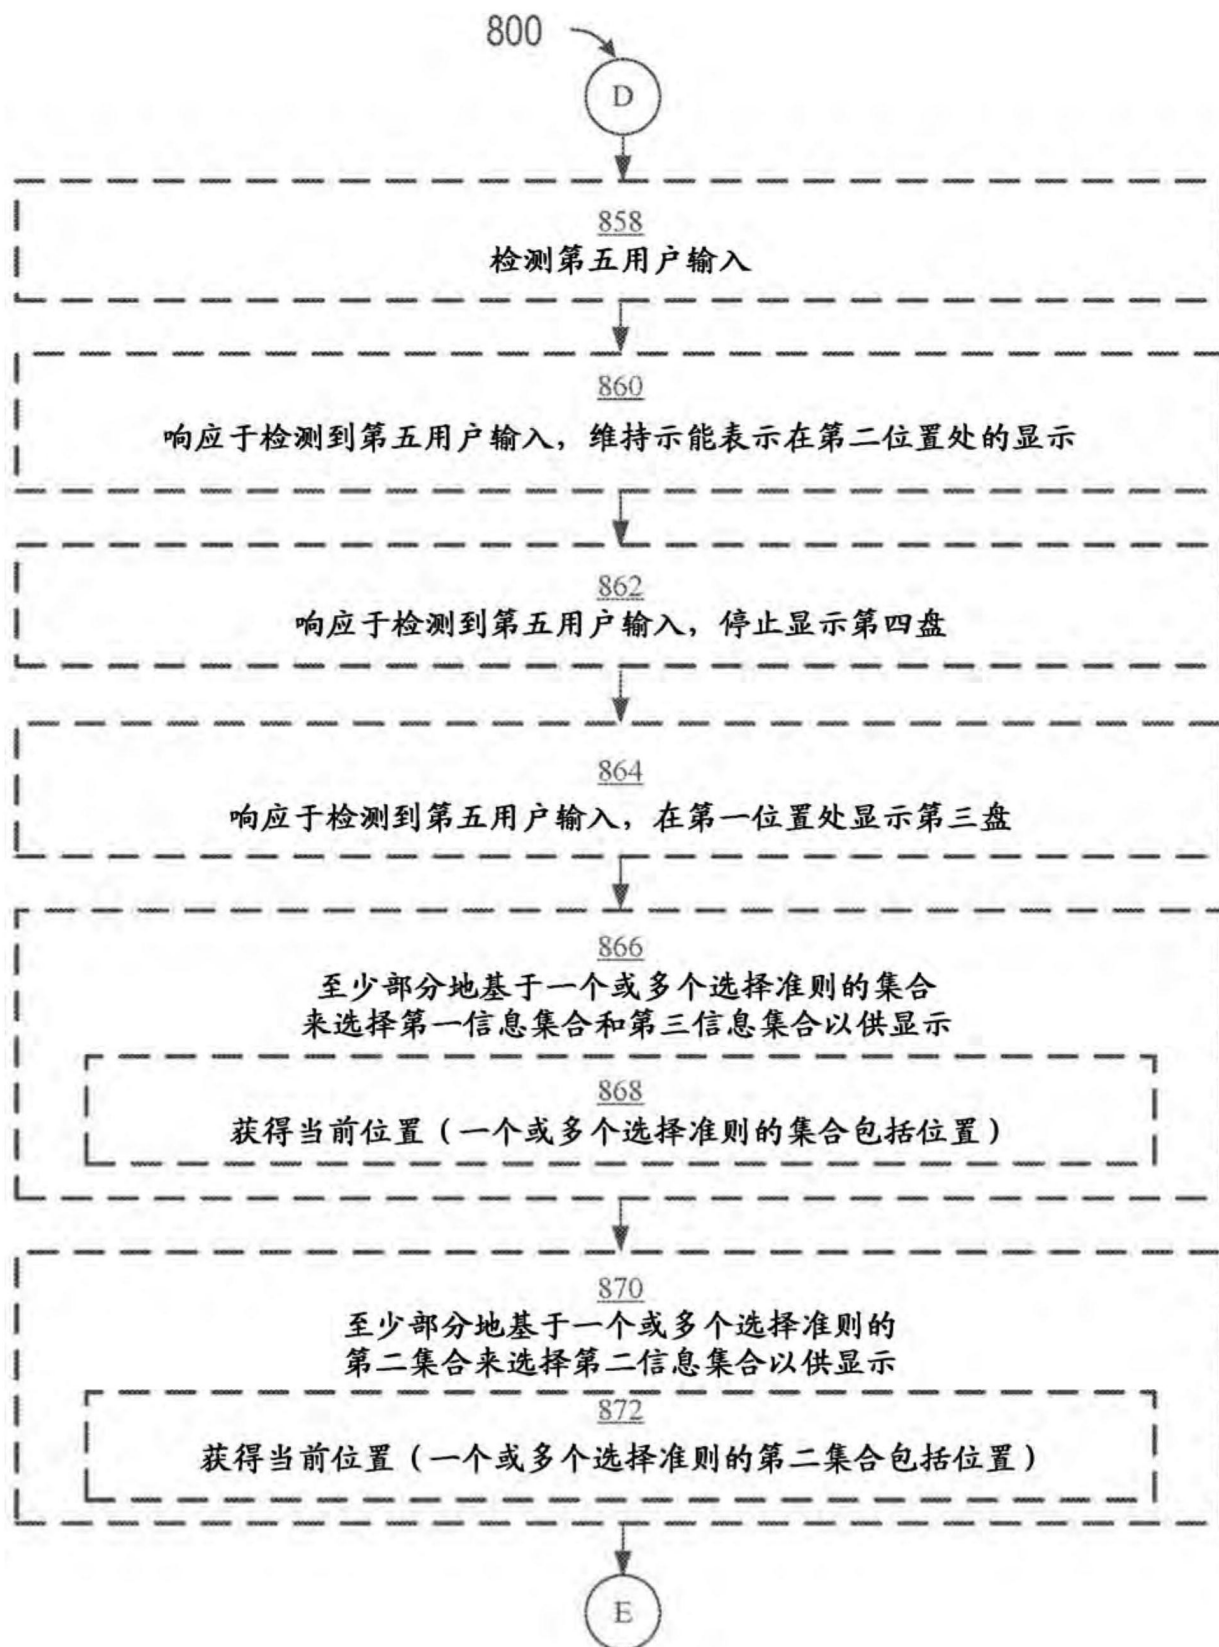 800
D
858
检测第五用户输入
860
响应于检测到第五用户输入，维持示能表示在第二位置处的显示
862
响应于检测到第五用户输入，停止显示第四盘
864
响应于检测到第五用户输入，在第一位置处显示第三盘
866
至少部分地基于一个或多个选择准则的集合
来选择第一信息集合和第三信息集合以供显示
868
获得当前位置（一个或多个选择准则的集合包括位置）
870
至少部分地基于一个或多个选择准则的
第二集合来选择第二信息集合以供显示
872
获得当前位置（一个或多个选择准则的第二集合包括位置）
E